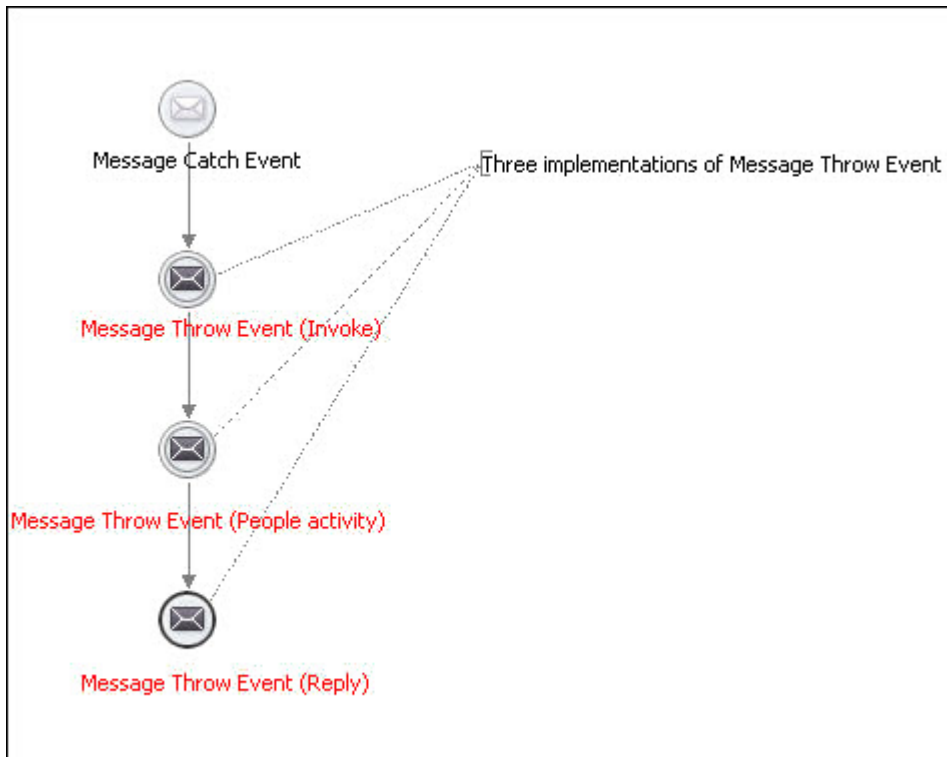 Message Catch Event
Three implementations of Message Throw Event
Message Throw Event (Invoke)
Message Throw Event (People activity)
Message Throw Event (Reply)